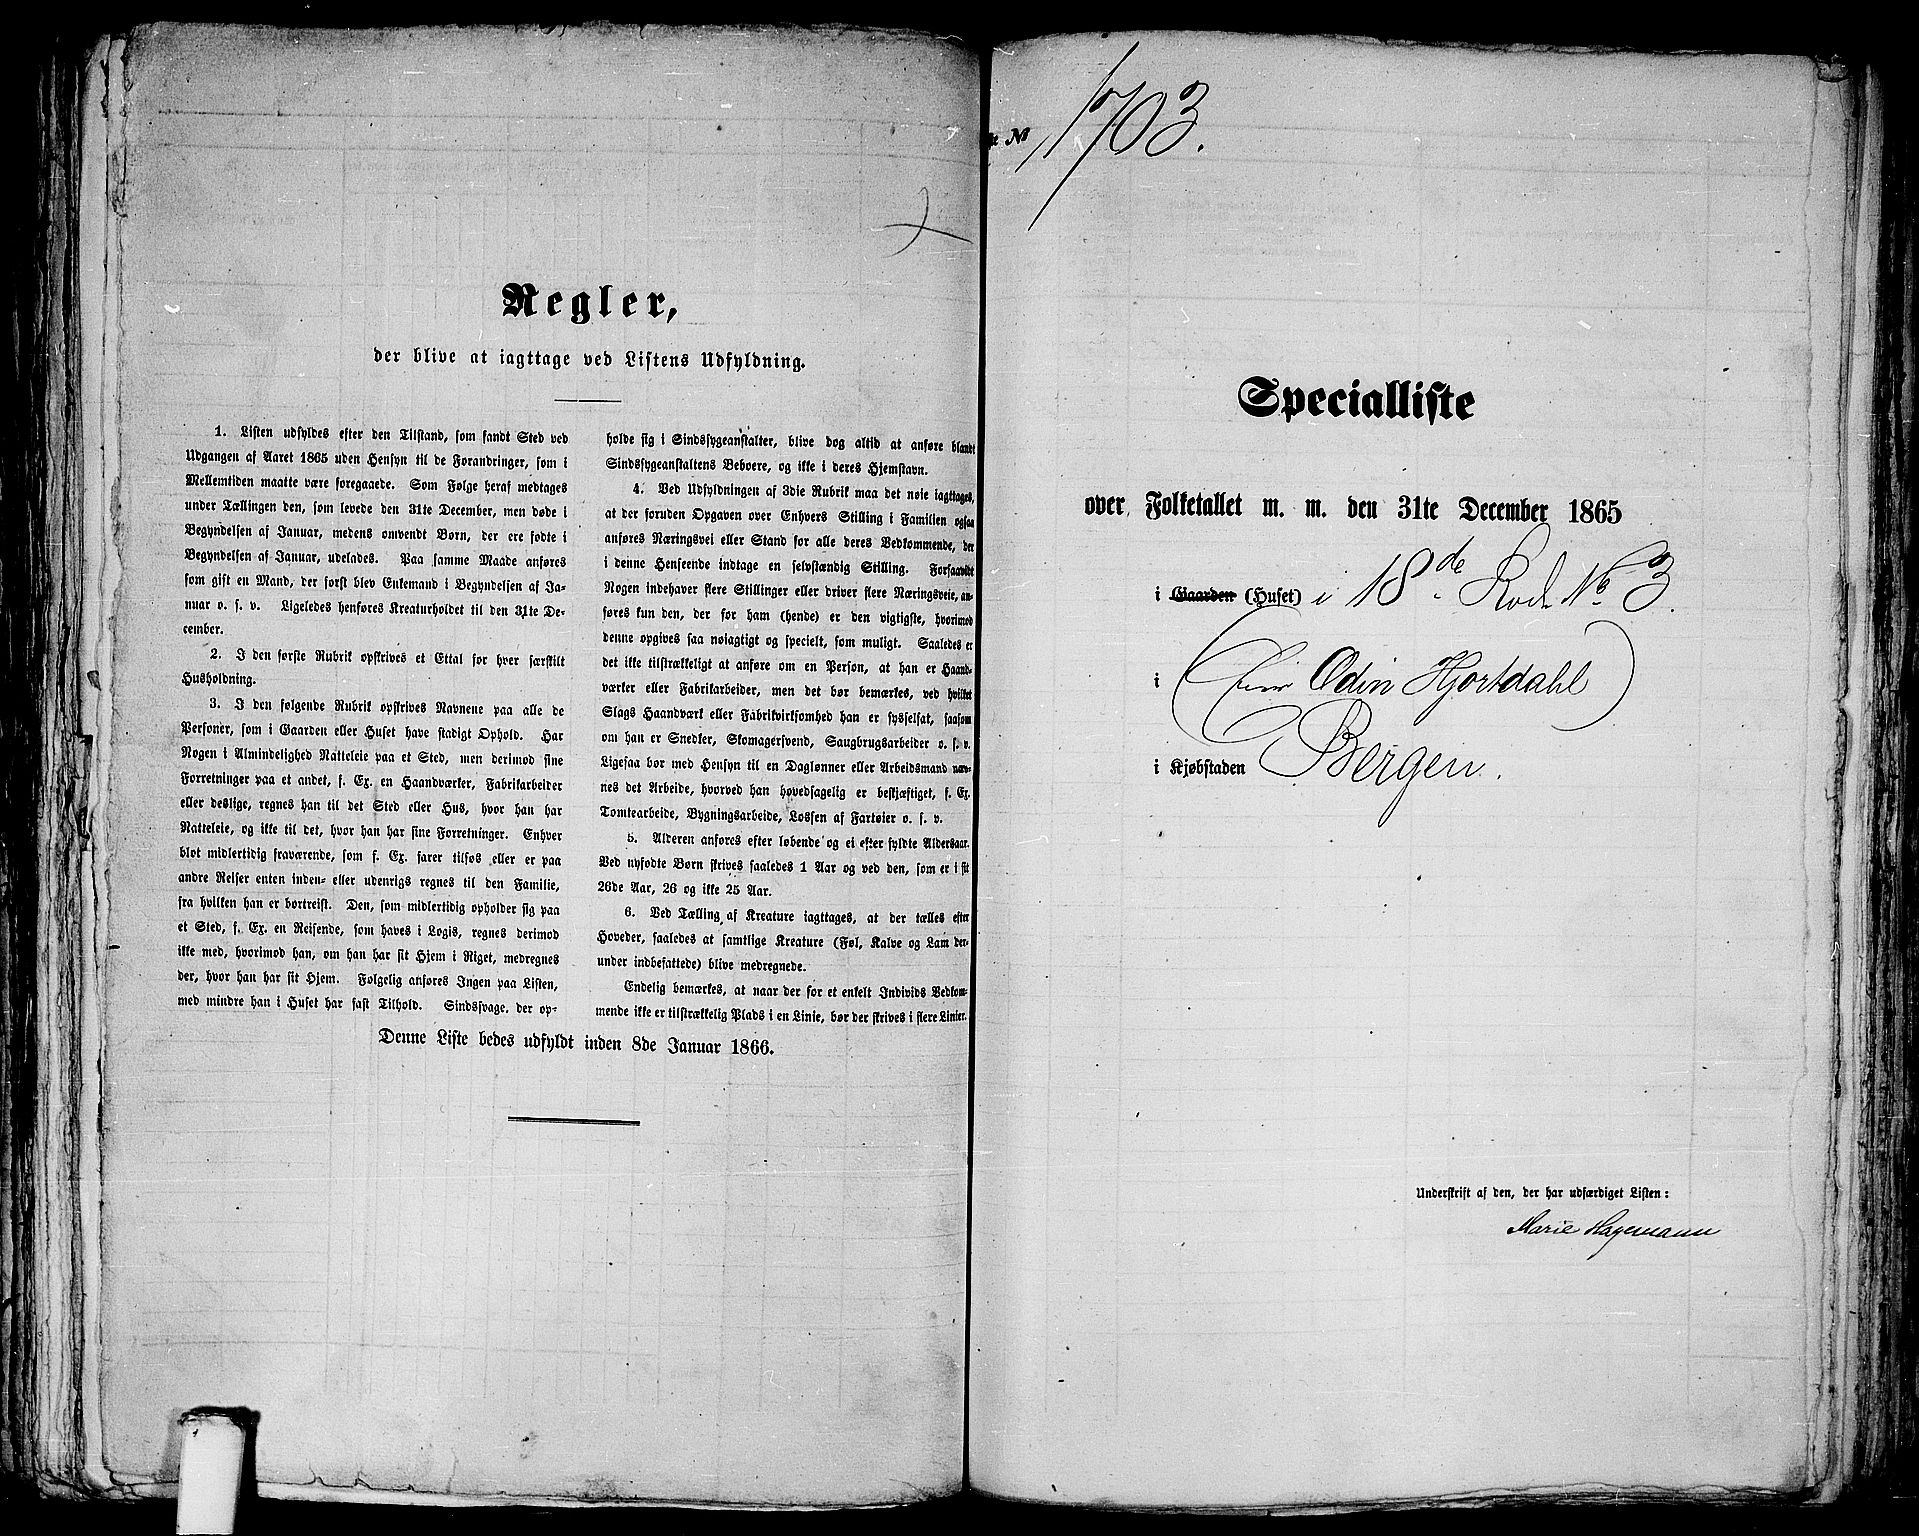 Regler,
der blive at iagttage ved Listens Udfyldning.
1. Listen udfyldes efter den Tilstand, som fandt Sted ved
Udgangen af Aaret 1865 uden Hensyn til de Forandringer, som i
Mellemtiden maatte være foregaaede. Som Følge heraf medtages
under Tællingen den, som levede den 31te December, men døde i
Begyndelsen af Januar, medens omvendt Børn, der ere fødte i
Begyndelsen af Januar, udelades. Paa samme Maade anføres
som gift en Mand, der først blev Enkemand i Begyndelsen af Ja-
nuar o. s. v. Ligeledes henføres Kreaturholdet til den 31te De-
cember.
2. I den første Rubrik opskrives et Ettal for hver særskilt
Husholdning.
3. I den følgende Rubrik opskrives Navnene paa alle de
Personer, som i Gaarden eller Huset have stadigt Ophold. Har
Nogen i Almindelighed Natteleie paa et Sted, men derimod sine
Forretninger paa et andet, f. Ex. en Haandværker, Fabrikarbeider
eller deslige, regnes han til det Sted eller Hus, hvor han har
Natteleie, og ikke til det, hvor han har sine Forretninger. Enhver
blot midlertidig fraværende, som f. Ex. farer tilsøs eller er paa
andre Reiser enten inden- eller udenrigs regnes til den Familie,
fra hvilken han er bortreist. Den, som midlertidig opholder sig paa
et Sted, f. Ex. en Reisende, som haves i Logis, regnes derimod
ikke med, hvorimod han, om han har sit Hjem i Riget, medregnes
der, hvor han har sit Hjem. Følgelig anføres Ingen paa Listen,
med mindre han i Huset har fast Tilhold. Sindssvage, der op-
holde sig i Sindssygeanstalter, blive dog altid at anføre blandt
Sindssygeanstaltens Beboere, og ikke i deres Hjemstavn.
4. Ved Udfyldningen af 3die Rubrik maa det nøie iagttages,
at der foruden Opgaven over Enhvers Stilling i Familien ogsaa
anføres Næringsvei eller Stand for alle deres Vedkommende, der
i denne Henseende indtage en selvstændig Stilling. Forsaavidt
Nogen indehaver flere Stillinger eller driver flere Næringsveie, an-
føres kun den, der for ham (hende) er den vigtigste, hvorimod
denne opgives saa nøiagtigt og specielt, som muligt. Saaledes er
det ikke tilstrækkeligt at anføre om en Person, at han er Haand-
værker eller Fabrikarbeider, men det bør bemærkes, ved hvilket
Slags Haandværk eller Fabrikvirksomhed han er sysselsat, saasom
om han er Snedker, Skomagersvend, Saugbrugsarbeider o. s. v.
Ligesaa bør med Hensyn til en Daglønner eller Arbeidsmand næv-
nes det Arbeide, hvorved han hovedsagelig er beskjæftiget, f. Ex.
Tomtearbeide, Bygningsarbeide, Lossen af Fartøier o. s. v.
5. Alderen anføres efter løbende og ei efter fyldte Aldersaar.
Ved nyfødte Børn skrives saaledes 1 Aar og ved den, som er i sit
26de Aar, 26 og ikke 25 Aar.
6. Ved Tælling af Kreature iagttages, at der tælles efter
Hoveder, saaledes at samtlige Kreature (Føl, Kalve og Lam der-
under indbefattede) blive medregnede.
Endelig bemærkes, at naar der for et enkelt Individs Vedkom-
mende ikke er tilstrækkelig Plads i en Linie, bør der skrives i flere Linier.
Denne Liste bedes udfyldt inden 8de Januar 1866.
№ 1703.
Specialliste
over Folketallet m. m. den 31te December 1865
i Gaarden (Huset) i 18de Rode No 3.
i (Odin Hjortdahl)
i Kjøbstaden Bergen.
Underskrift af den, der har udfærdiget Listen:
Marie Hagemann